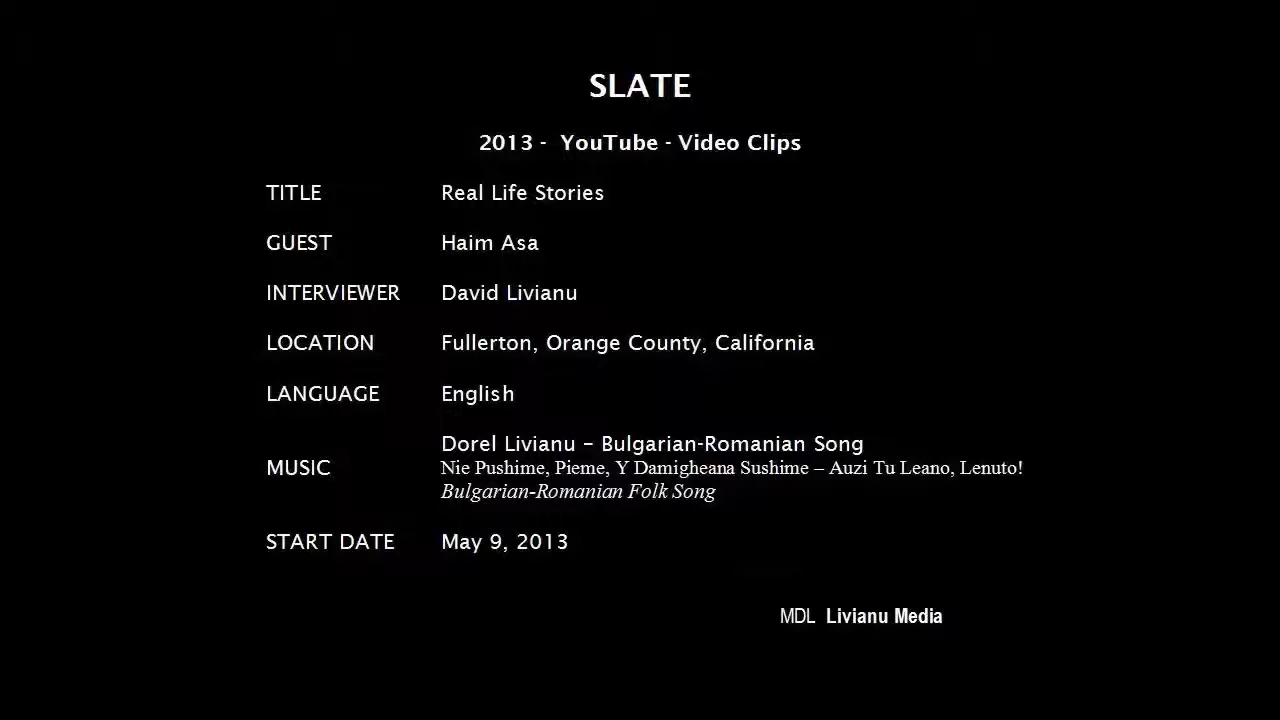 SLATE
2013 - YouTube - Video Clips
TITLE Real Life Stories
GUEST Haim Asa
INTERVIEWER David Livianu
LOCATION Fullerton, Orange County, California
LANGUAGE English
MUSIC Dorel Livianu – Bulgarian-Romanian Song
Nie Pushime, Pieme, Y Damigheana Sushime – Auzi Tu Leano, Lenuto!
Bulgarian-Romanian Folk Song
START DATE May 9, 2013
MDL Livianu Media